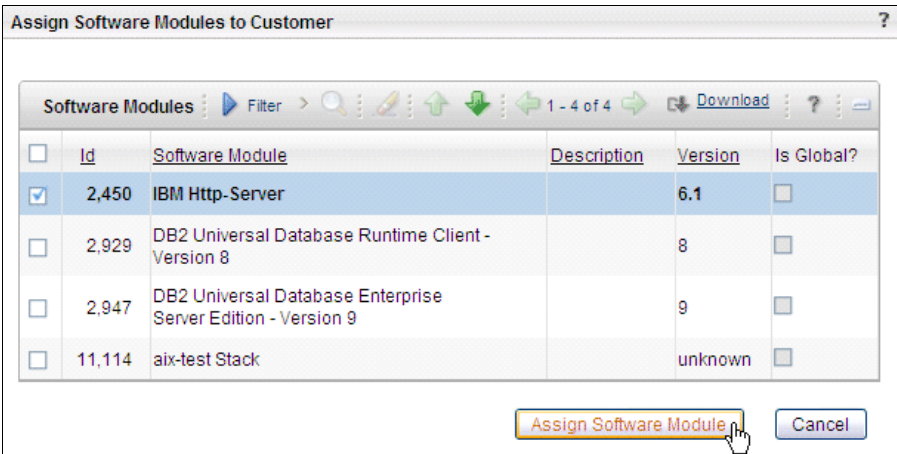 Assign Software Modules to Customer ?
Software Modules Filter 1 - 4 of 4 Download ?
Id Software Module Description Version Is Global?
2,450 IBM Http-Server 6.1
2,929 DB2 Universal Database Runtime Client - Version 8 8
2,947 DB2 Universal Database Enterprise Server Edition - Version 9 9
11,114 aix-test Stack unknown
Assign Software Module Cancel